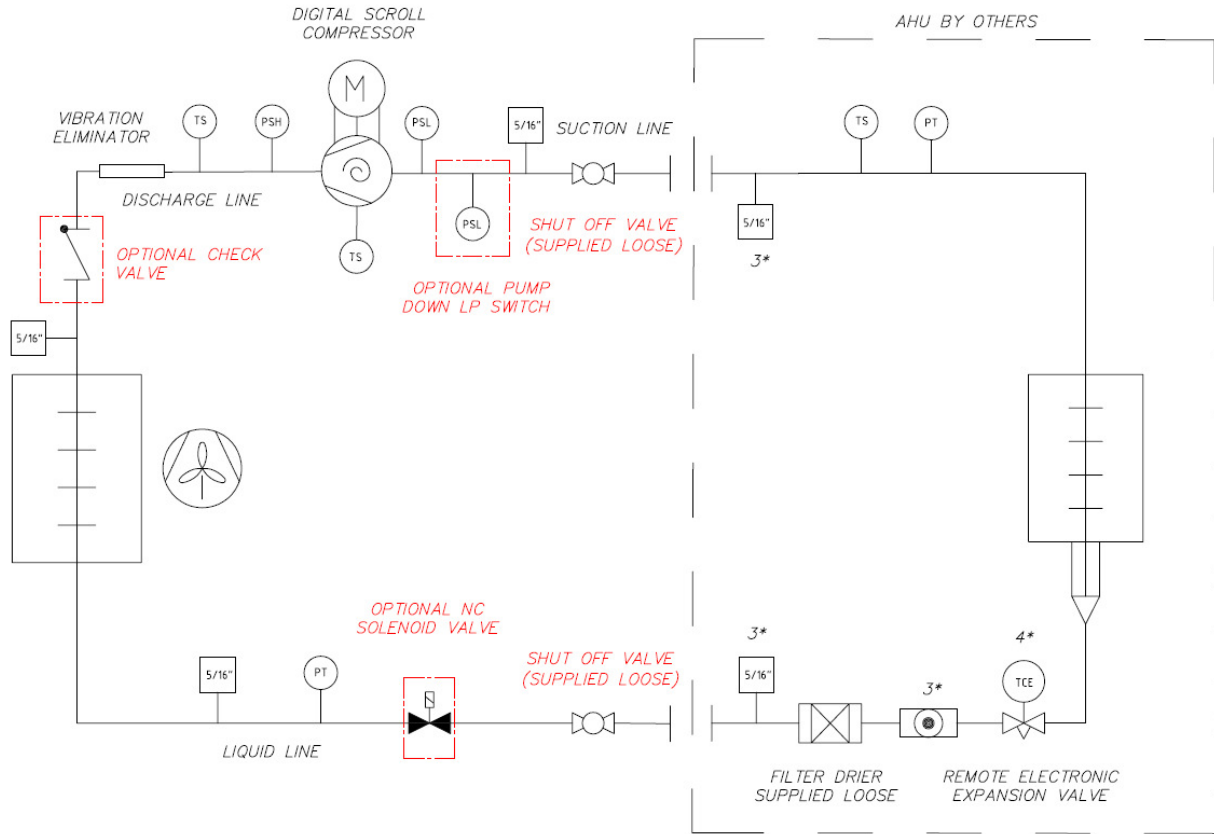 DIGITAL SCROLL
COMPRESSOR
AHU BY OTHERS
M
VIBRATION
ELIMINATOR
TS
PSH
PSL
5/16"
SUCTION LINE
TS
PT
DISCHARGE LINE
PSL
SHUT OFF VALVE
(SUPPLIED LOOSE)
5/16"
3*
OPTIONAL CHECK
VALVE
TS
OPTIONAL PUMP
DOWN LP SWITCH
5/16"
OPTIONAL NC
SOLENOID VALVE
SHUT OFF VALVE
(SUPPLIED LOOSE)
3*
4*
5/16"
PT
5/16"
3*
TCE
LIQUID LINE
FILTER DRIER
SUPPLIED LOOSE
REMOTE ELECTRONIC
EXPANSION VALVE